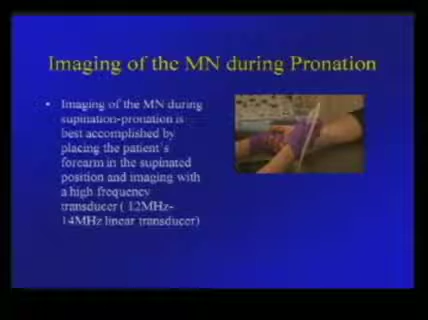 Imaging of the MN during Pronation
• Imaging of the MN during
supination-pronation is
best accomplished by
placing the patient's
forearm in the supinated
position and imaging with
a high frequency
transducer ( 12MHz-
14MHz linear transducer)